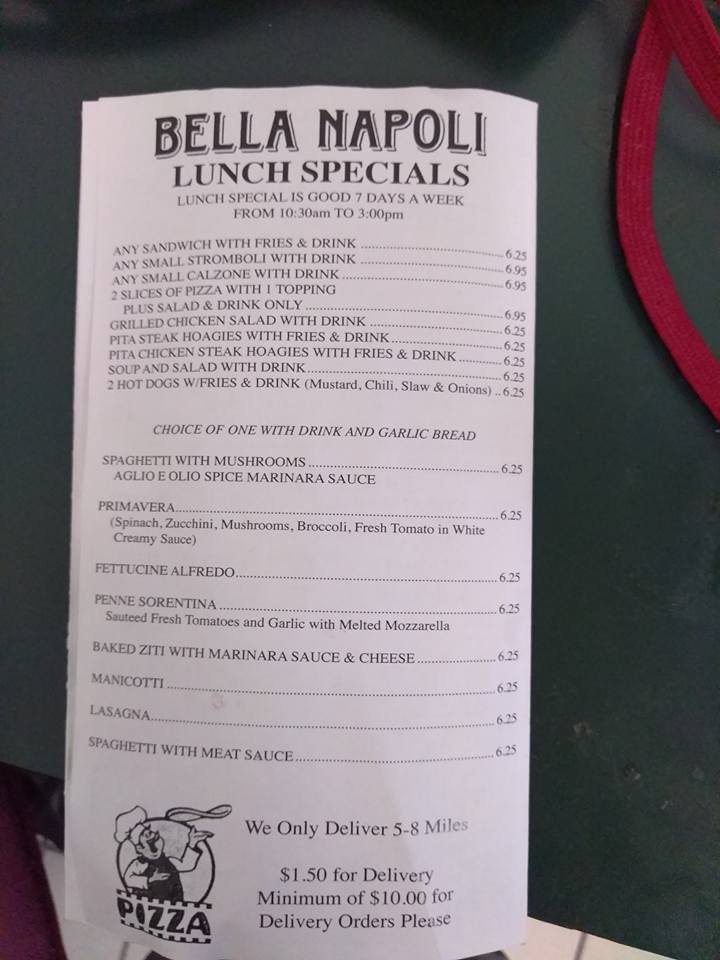 BELLA NAPOLI
LUNCH SPECIALS
LUNCH SPECIAL IS GOOD 7 DAYS A WEEK
FROM 10:30am TO 3:00pm
ANY SANDWICH WITH FRIES & DRINK ........ 6.25
ANY SMALL STROMBOLI WITH DRINK ........ 6.95
ANY SMALL CALZONE WITH DRINK ........ 6.95
2 SLICES OF PIZZA WITH 1 TOPPING
PLUS SALAD & DRINK ONLY ........ 6.95
GRILLED CHICKEN SALAD WITH DRINK ........ 6.25
PITA STEAK HOAGIES WITH FRIES & DRINK ........ 6.25
PITA CHICKEN STEAK HOAGIES WITH FRIES & DRINK ........ 6.25
SOUP AND SALAD WITH DRINK ........ 6.25
2 HOT DOGS W/FRIES & DRINK (Mustard, Chili, Slaw & Onions) .. 6.25
CHOICE OF ONE WITH DRINK AND GARLIC BREAD
SPAGHETTI WITH MUSHROOMS ........ 6.25
AGLIO E OLIO SPICE MARINARA SAUCE
PRIMAVERA ........ 6.25
(Spinach, Zucchini, Mushrooms, Broccoli, Fresh Tomato in White
Creamy Sauce)
FETTUCINE ALFREDO ........ 6.25
PENNE SORENTINA ........ 6.25
Sauteed Fresh Tomatoes and Garlic with Melted Mozzarella
BAKED ZITI WITH MARINARA SAUCE & CHEESE ........ 6.25
MANICOTTI ........ 6.25
LASAGNA ........ 6.25
SPAGHETTI WITH MEAT SAUCE ........ 6.25
We Only Deliver 5-8 Miles
$1.50 for Delivery
Minimum of $10.00 for
Delivery Orders Please
PIZZA